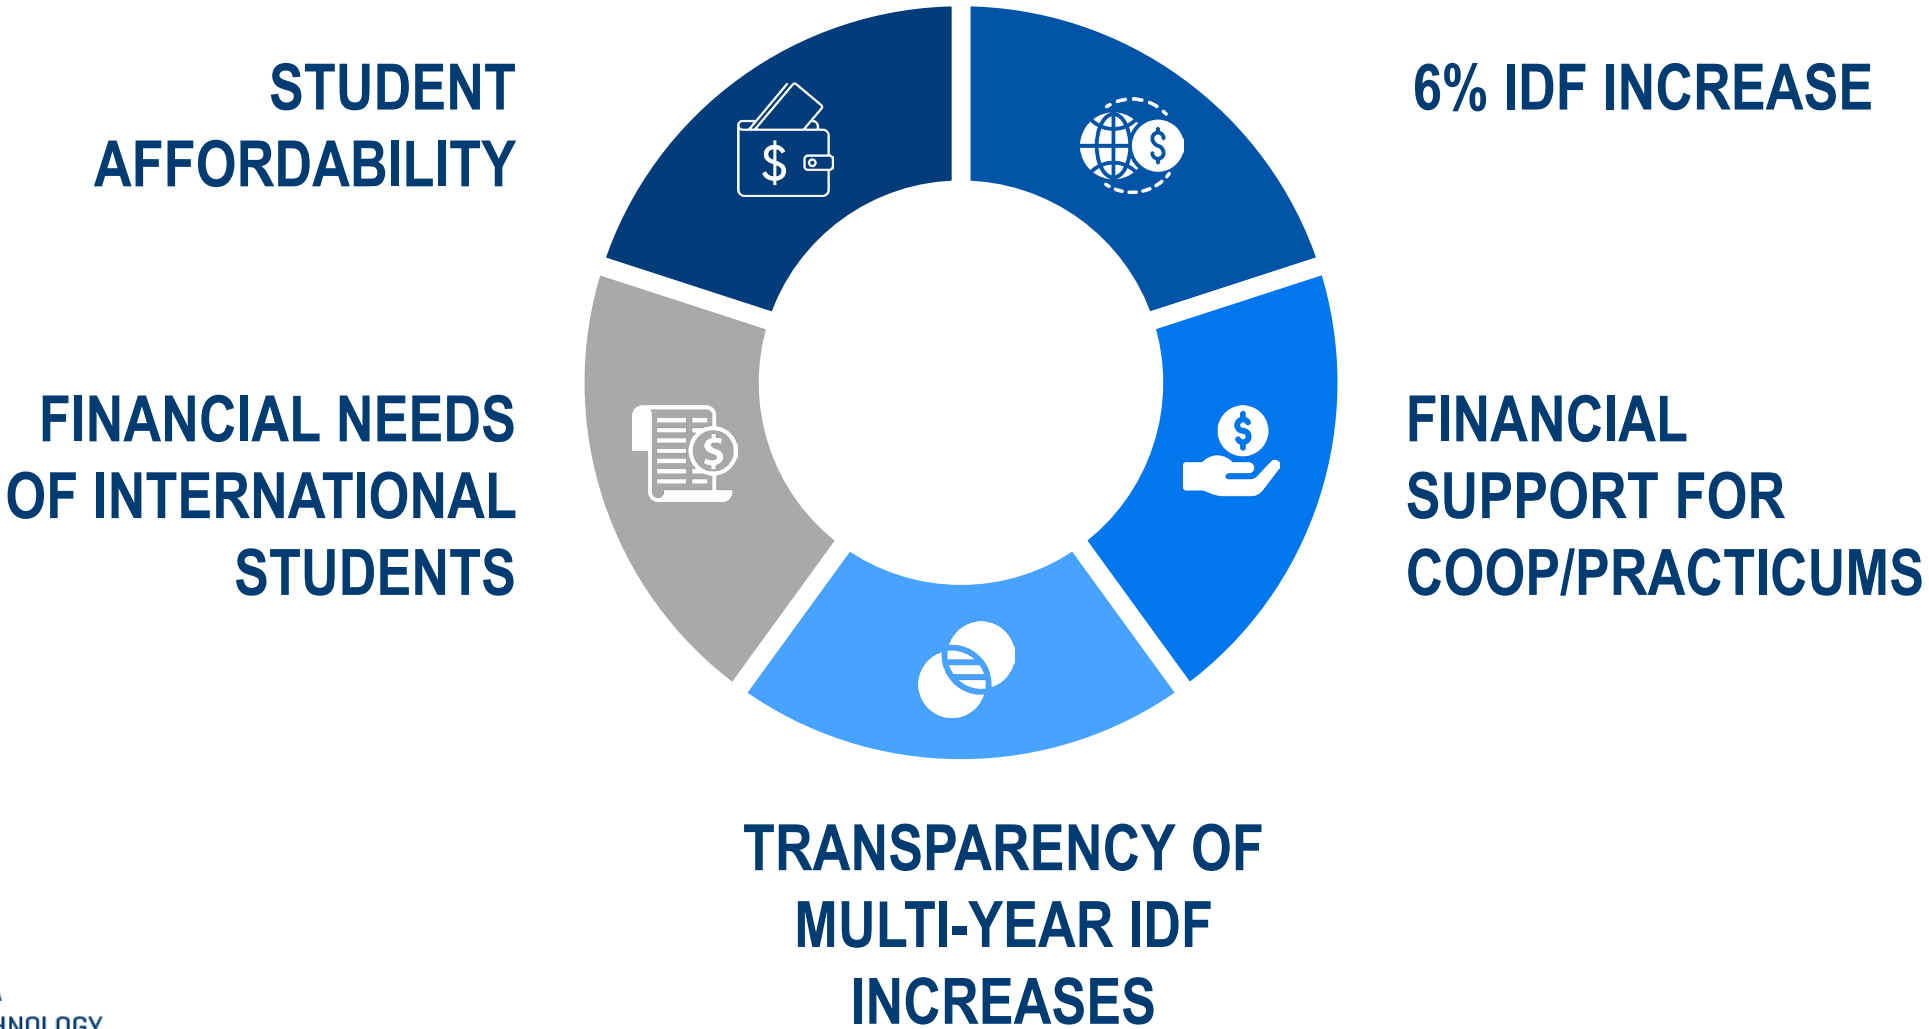 STUDENT
AFFORDABILITY
6% IDF INCREASE
FINANCIAL NEEDS
OF INTERNATIONAL
STUDENTS
FINANCIAL
SUPPORT FOR
COOP/PRACTICUMS
TRANSPARENCY OF
MULTI-YEAR IDF
INCREASES
$
$
$
$